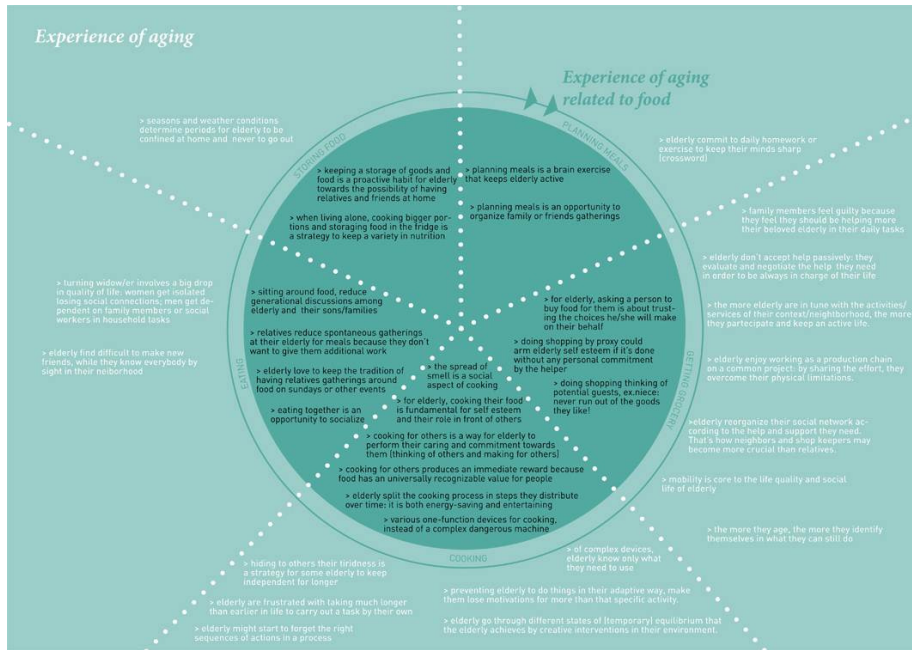 Experience of aging
Experience of aging
related to food
STORING FOOD
PLANNING MEALS
GETTING GROCERY
COOKING
EATING
> seasons and weather conditions
determine periods for elderly to be
confined at home and never to go out
> keeping a storage of goods and
food is a proactive habit for elderly
towards the possibility of having
relatives and friends at home
> when living alone, cooking bigger por-
tions and storaging food in the fridge is
a strategy to keep a variety in nutrition
> planning meals is a brain exercise
that keeps elderly active
> planning meals is an opportunity to
organize family or friends gatherings
> elderly commit to daily homework or
exercise to keep their minds sharp
(crossword)
> family members feel guilty because
they feel they should be helping more
their beloved elderly in their daily tasks
> elderly don't accept help passively: they
evaluate and negotiate the help they need
in order to be always in charge of their life
> the more elderly are in tune with the activities/
services of their context/neighborhood, the more
they partecipate and keep on active life.
> elderly enjoy working as a production chain
on a common project: by sharing the effort, they
overcome their physical limitations.
>elderly reorganize their social network ac-
cording to the help and support they need.
That's how neighbors and shop keepers may
become more crucial than relatives.
> mobility is core to the life quality and social
life of elderly
> the more they age, the more they identify
themselves in what they can still do
> for elderly, asking a person to
buy food for them is about trust-
ing the choices he/she will make
on their behalf
> doing shopping by proxy could
arm elderly self esteem if it's done
without any personal commitment
by the helper
> doing shopping thinking of
potential guests, ex.niece:
never run out of the goods
they like!
> turning widow/er involves a big drop
in quality of life: women get isolated
losing social connections; men get de-
pendent on family members or social
workers in household tasks
> elderly find difficult to make new
friends, while they know everybody by
sight in their neiborhood
> sitting around food, reduce
generational discussions among
elderly and their sons/families
> relatives reduce spontaneous gatherings
at their elderly for meals because they don't
want to give them additional work
> elderly love to keep the tradition of
having relatives gatherings around
food on sundays or other events
> eating together is an
opportunity to socialize
> the spread of
smell is a social
aspect of cooking
> for elderly, cooking their food
is fundamental for self esteem
and their role in front of others
> cooking for others is a way for elderly to
perform their caring and commitment towards
them (thinking of others and making for others)
> cooking for others produces an immediate reward because
food has an universally recognizable value for people
> elderly split the cooking process in steps they distribute
over time: it is both energy-saving and entertaining
> various one-function devices for cooking,
instead of a complex dangerous machine
> hiding to others their tiridness is
a strategy for some elderly to keep
independent for longer
> elderly are frustrated with taking much longer
than earlier in life to carry out a task by their own
> elderly might start to forget the right
sequences of actions in a process
> of complex devices,
elderly know only what
they need to use
> preventing elderly to do things in their adaptive way, make
them lose motivations for more than that specific activity.
> elderly go through different states of (temporary) equilibrium that
the elderly achieves by creative interventions in their environment.